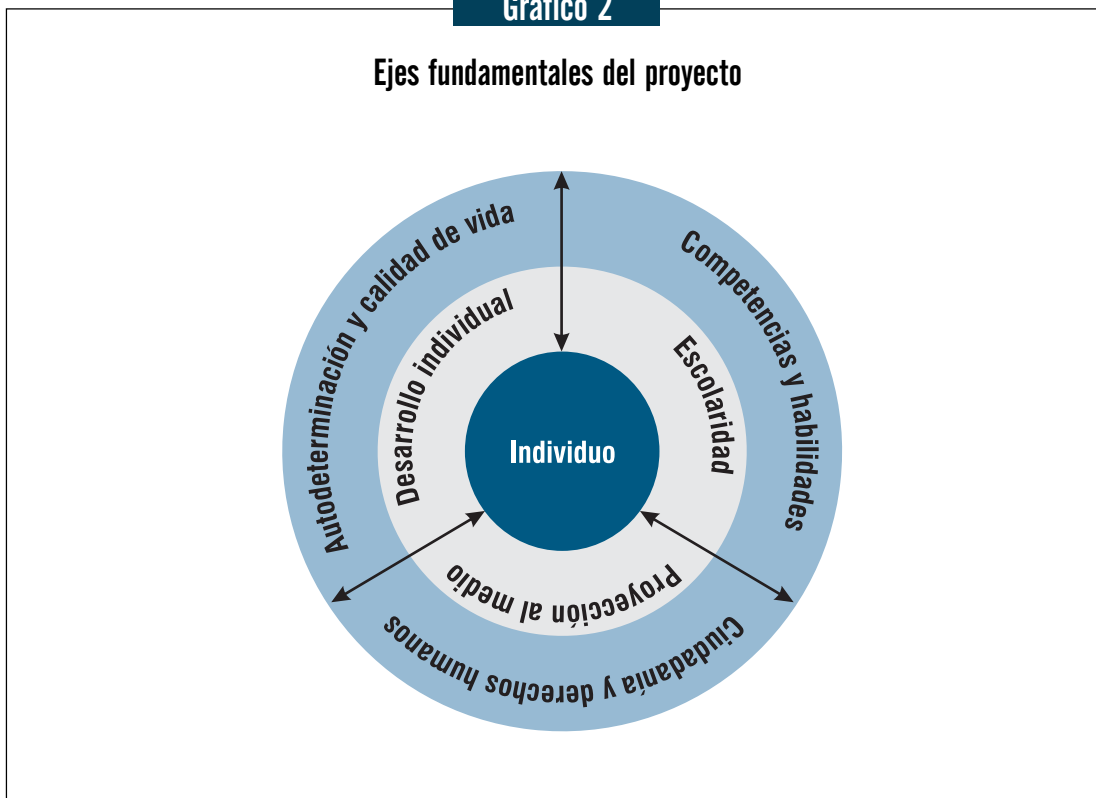 Gráfico 2
Ejes fundamentales del proyecto
Autodeterminación y calidad de vida
Competencias y habilidades
Desarrollo individual
Escolaridad
Individuo
Proyección al medio
Ciudadanía y derechos humanos